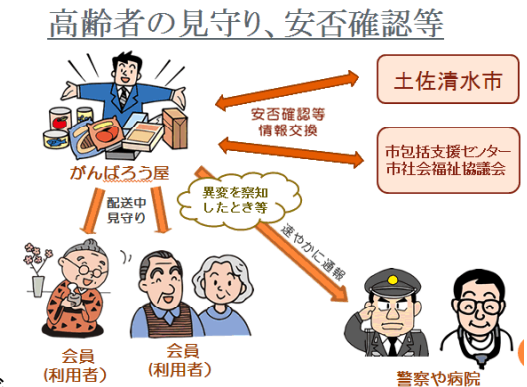 高齢者の見守り、安否確認等
土佐清水市
安否確認等
情報交換
市包括支援センター
市社会福祉協議会
がんばろう屋
異変を察知
したとき等
配送中
見守り
速やかに通報
会員
(利用者)
会員
(利用者)
警察や病院